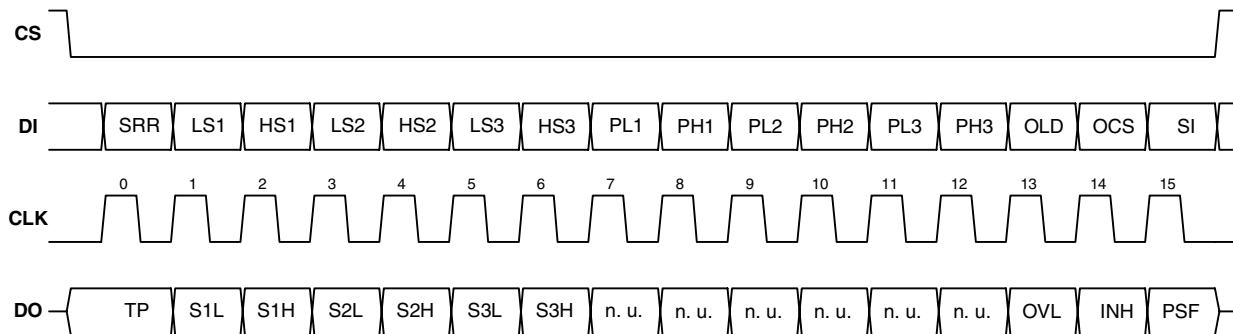 CS
DI SRR LS1 HS1 LS2 HS2 LS3 HS3 PL1 PH1 PL2 PH2 PL3 PH3 OLD OCS SI
0 1 2 3 4 5 6 7 8 9 10 11 12 13 14 15
CLK
DO TP S1L S1H S2L S2H S3L S3H n. u. n. u. n. u. n. u. n. u. n. u. OVL INH PSF